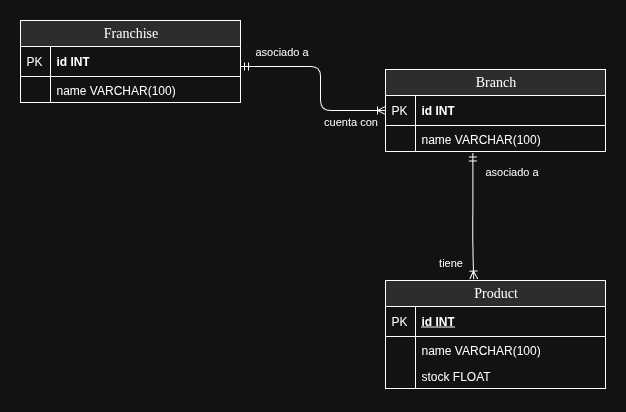 Franchise
PK id INT
name VARCHAR(100)
asociado a
cuenta con
Branch
PK id INT
name VARCHAR(100)
asociado a
tiene
Product
PK id INT
name VARCHAR(100)
stock FLOAT